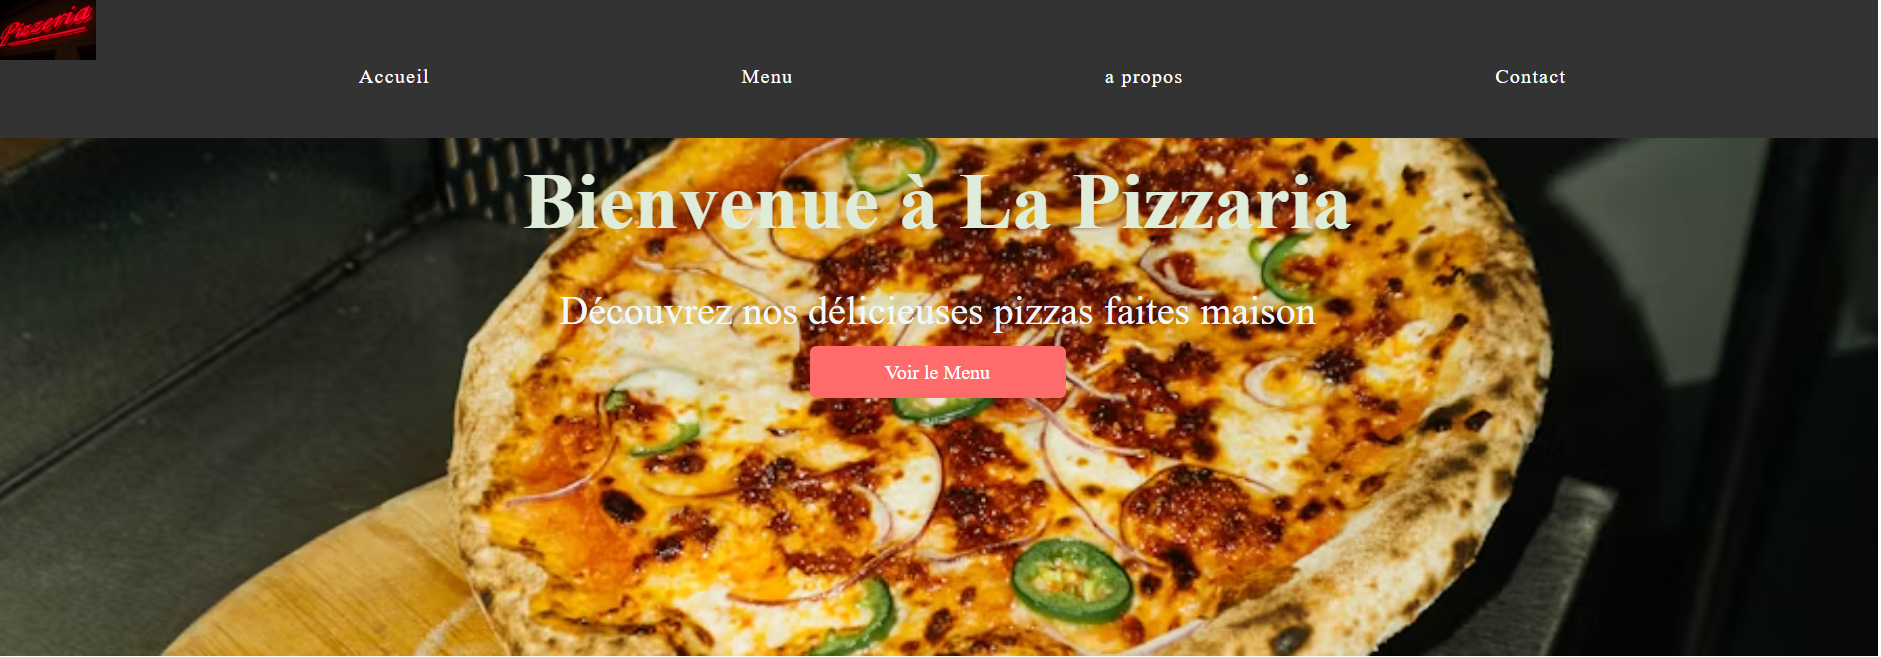 Pizzeria
Accueil Menu a propos Contact
Bienvenue à La Pizzaria
Découvrez nos délicieuses pizzas faites maison
Voir le Menu